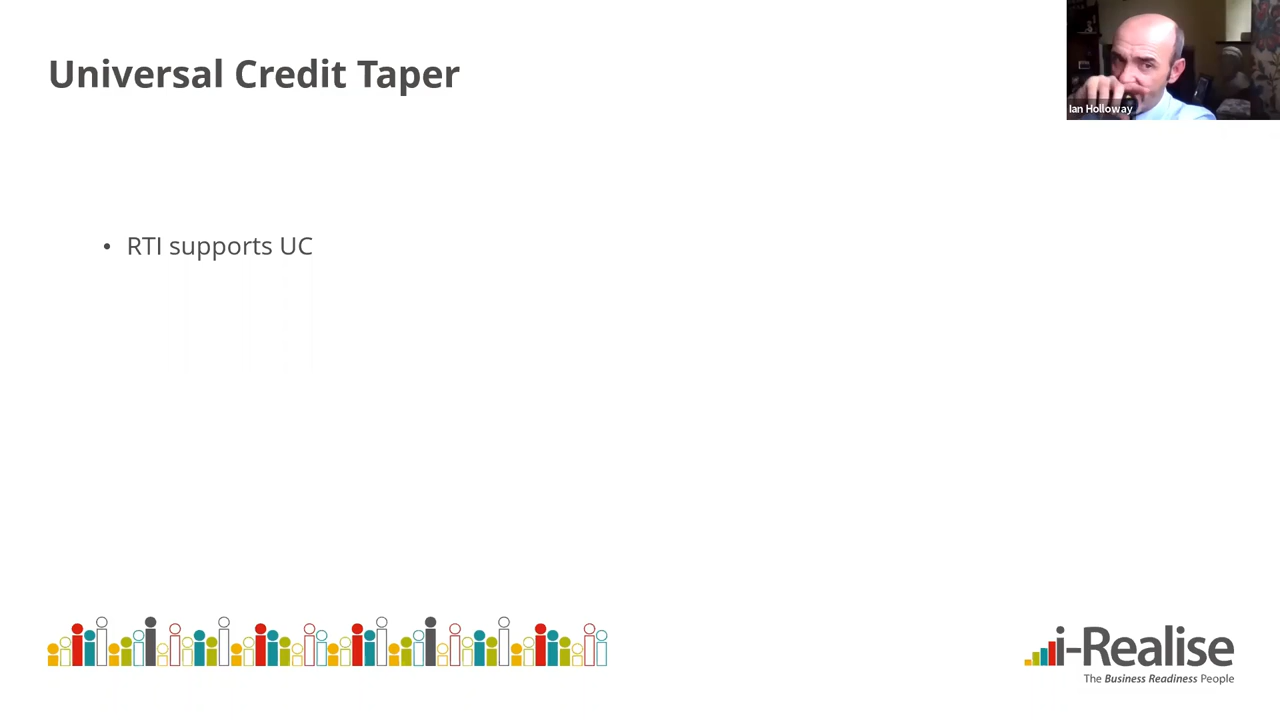 Universal Credit Taper
Ian Holloway
• RTI supports UC
i-Realise
The Business Readiness People